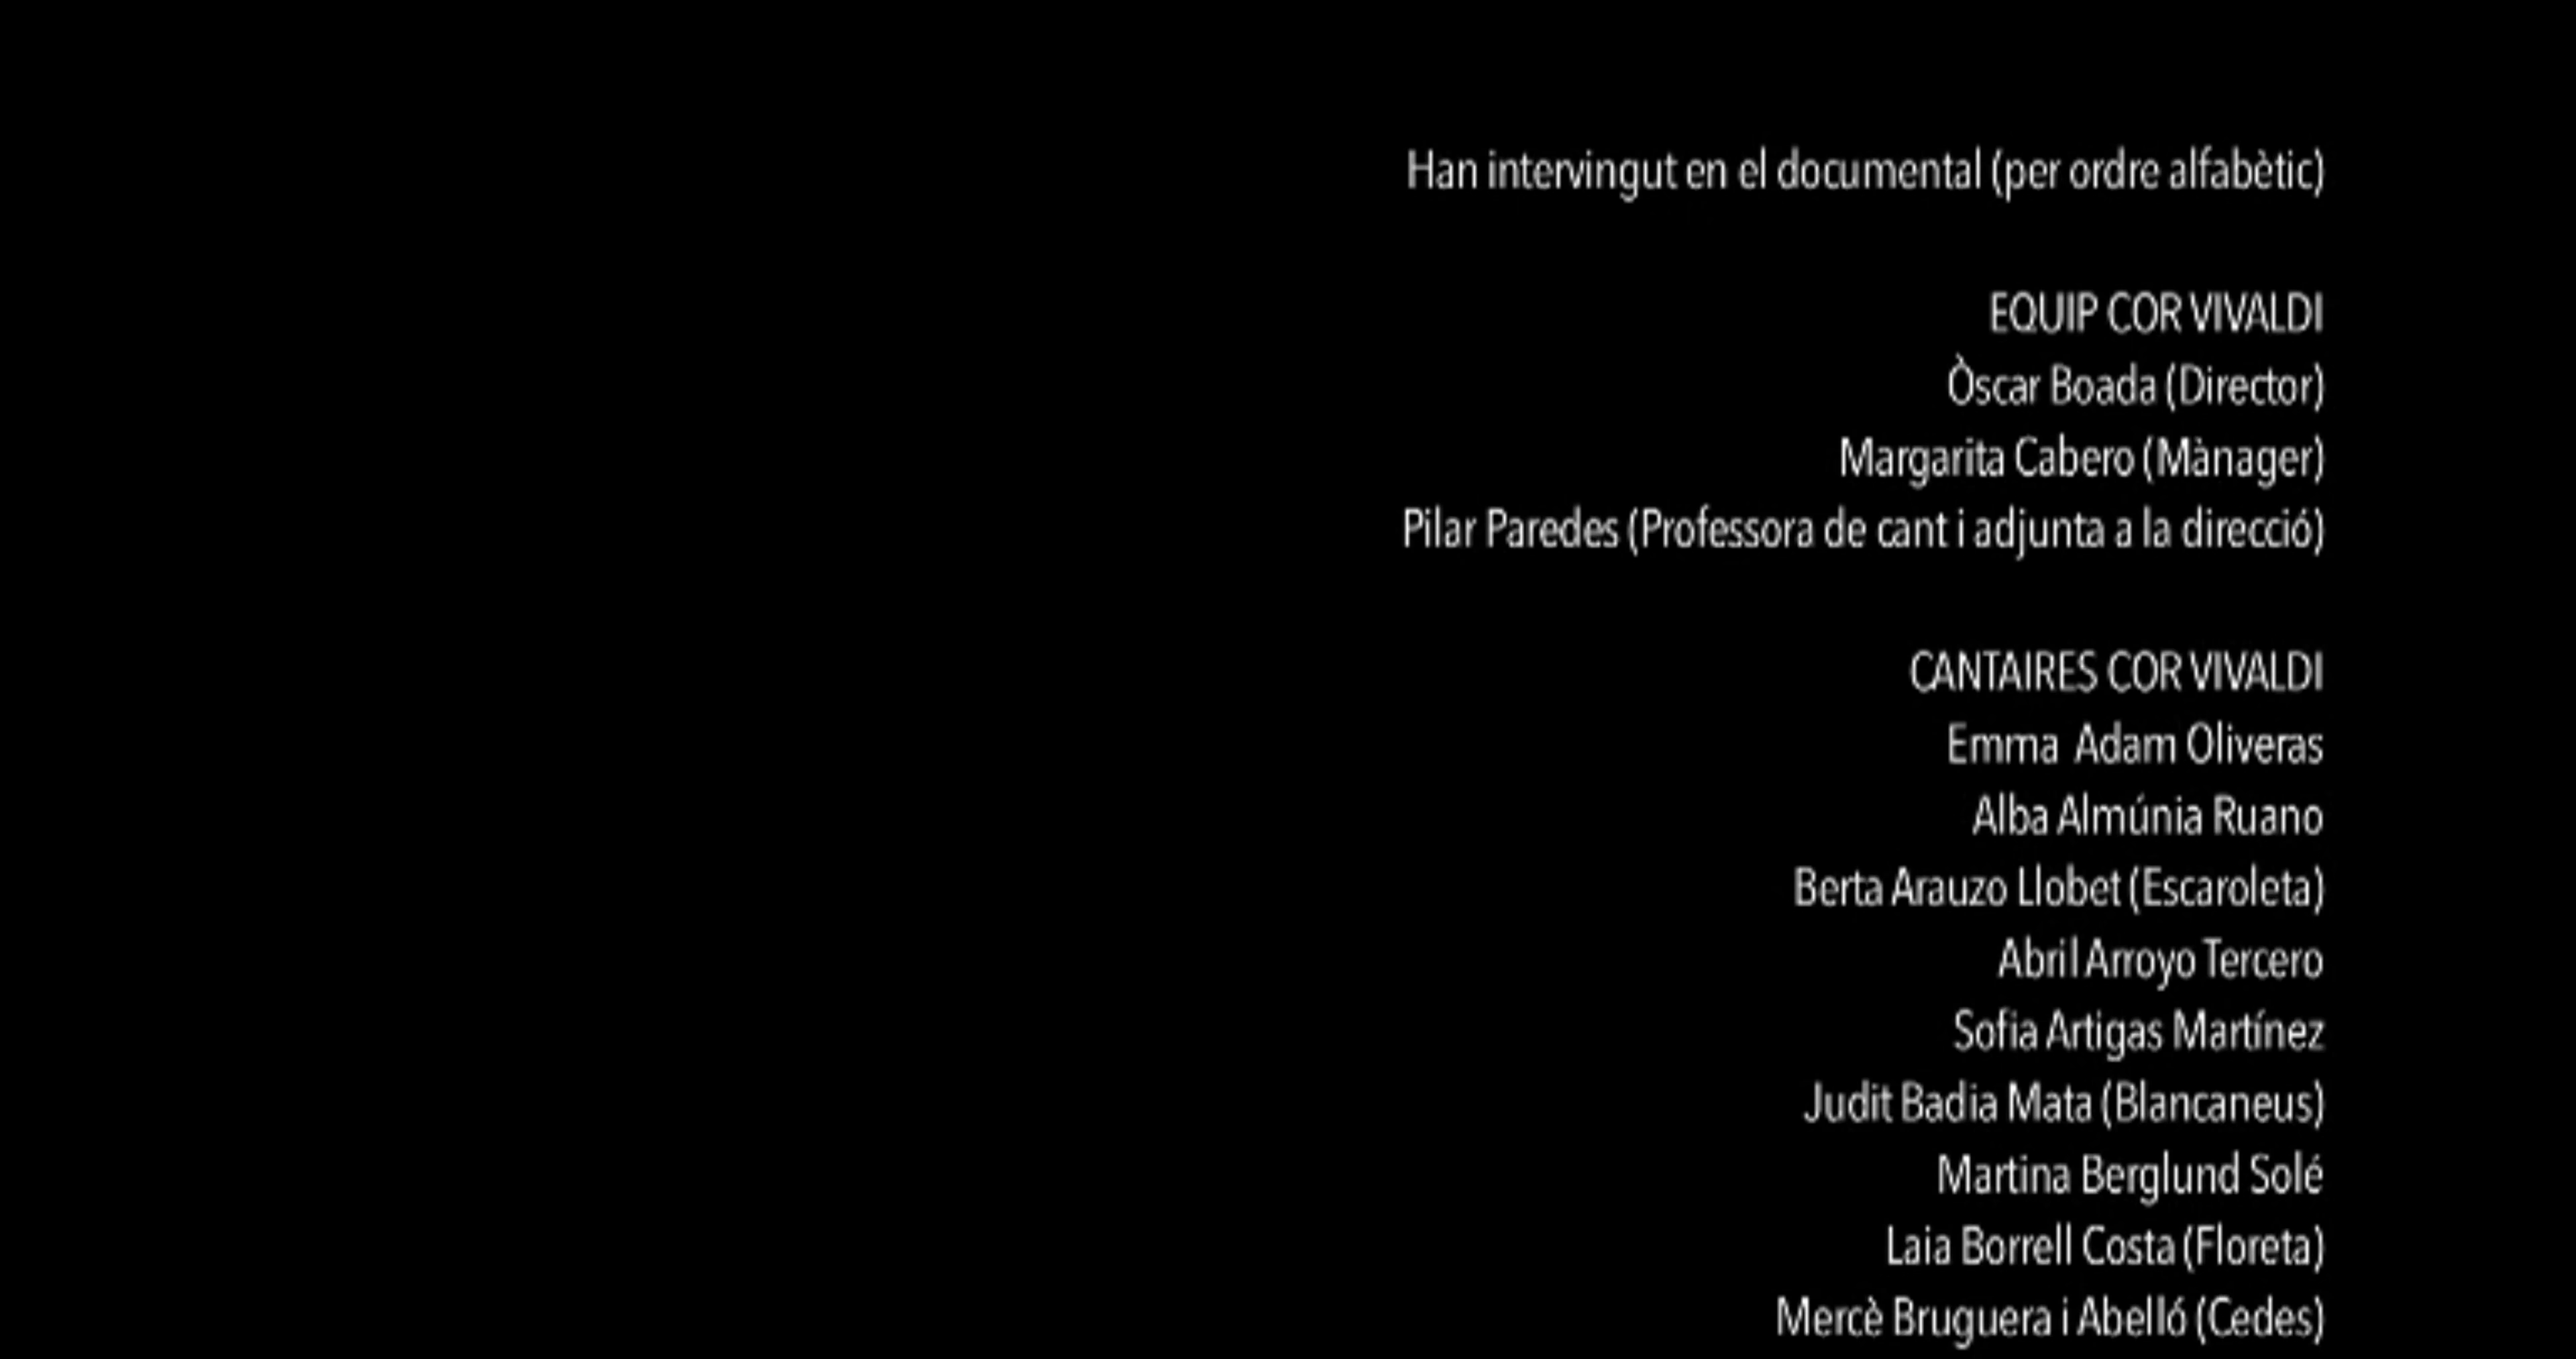 Han intervingut en el documental (per ordre alfabètic)
EQUIP COR VIVALDI
Òscar Boada (Director)
Margarita Cabero (Mànager)
Pilar Paredes (Professora de cant i adjunta a la direcció)
CANTAIRES COR VIVALDI
Emma  Adam Oliveras
Alba Almúnia Ruano
Berta Arauzo Llobet (Escaroleta)
Abril Arroyo Tercero
Sofia Artigas Martínez
Judit Badia Mata (Blancaneus)
Martina Berglund Solé
Laia Borrell Costa (Floreta)
Mercè Bruguera i Abelló (Cedes)